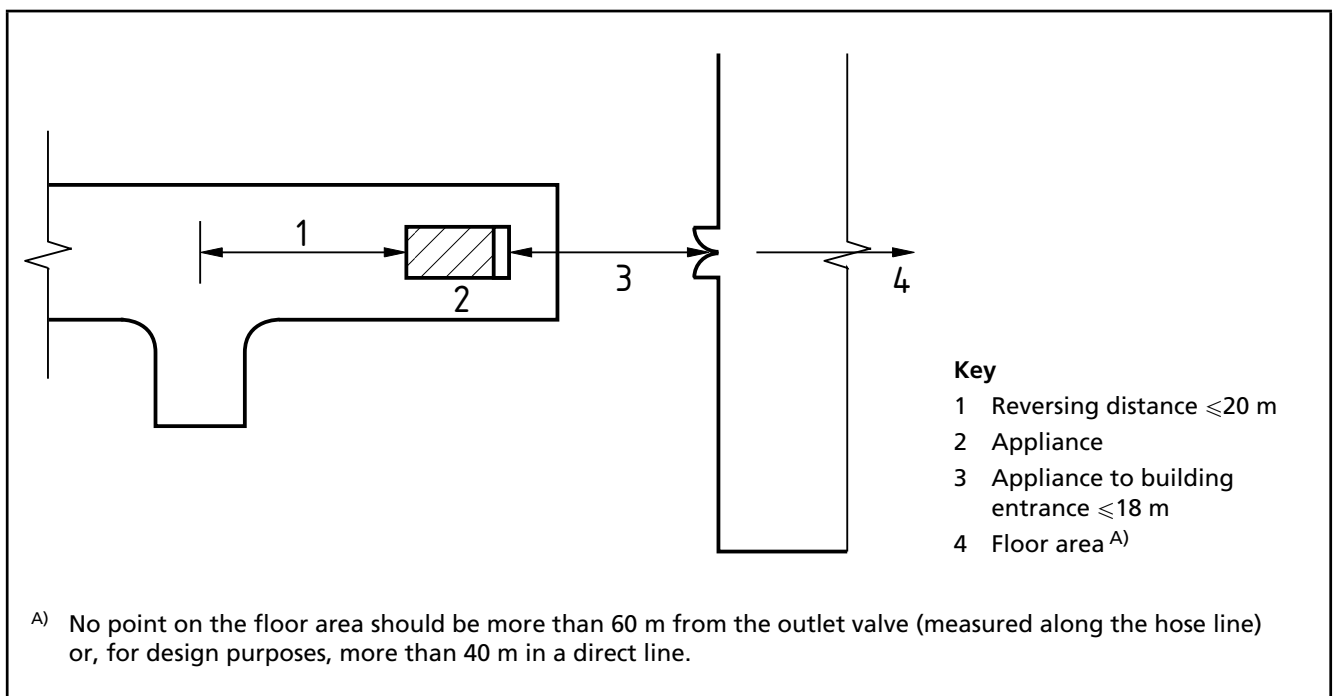 1
2
3
4
Key
1 Reversing distance ⩽20 m
2 Appliance
3 Appliance to building
entrance ⩽18 m
4 Floor area A)
A) No point on the floor area should be more than 60 m from the outlet valve (measured along the hose line)
or, for design purposes, more than 40 m in a direct line.